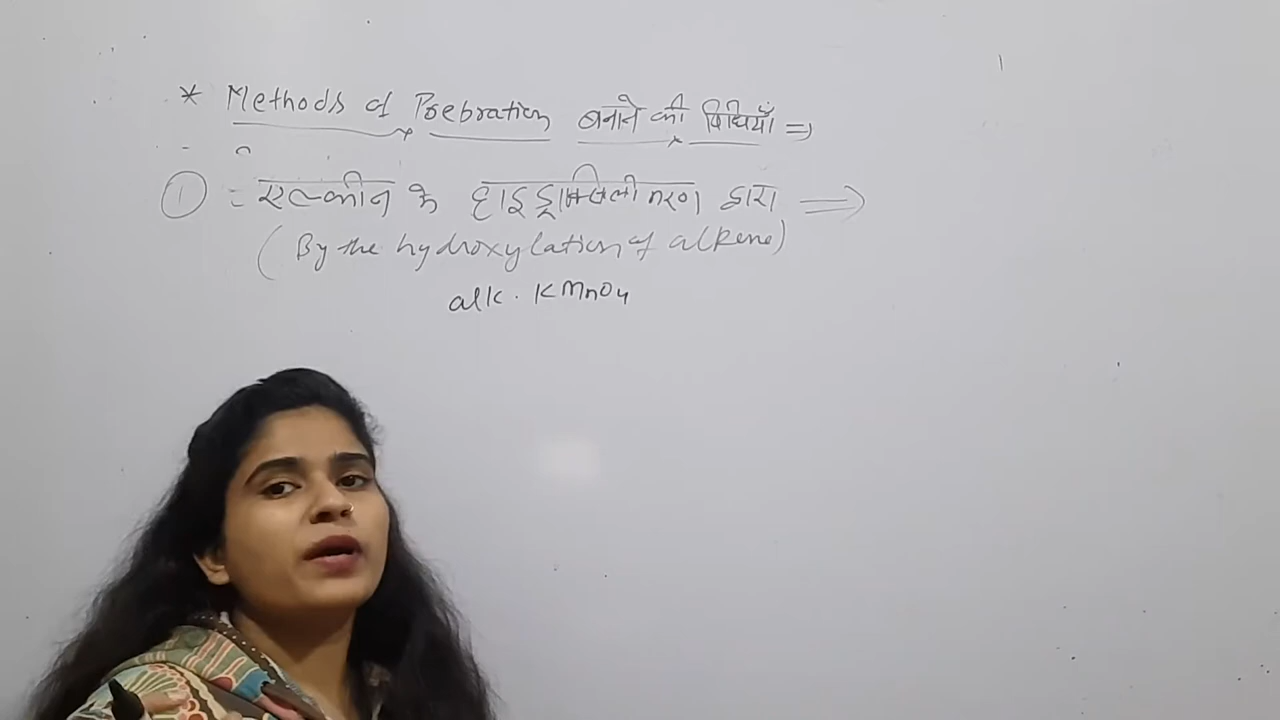 * Methods of Preparation बनाने की विधियाँ ⇒
① एल्कीन के हाइड्रॉक्सिलीकरण द्वारा ⇒
(By the hydroxylation of alkene)
alk. KMnO4